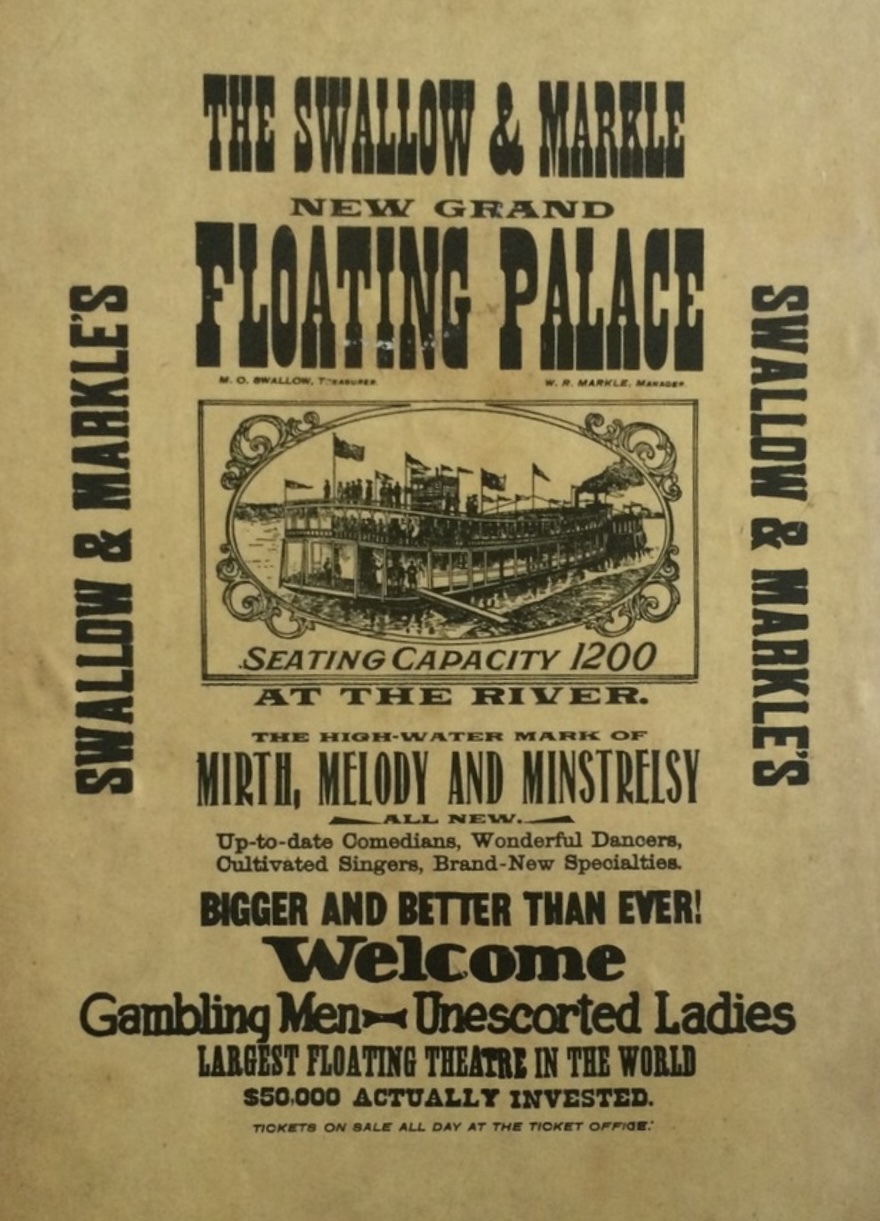 THE SWALLOW & MARKLE
NEW GRAND
FLOATING PALACE
M. O. SWALLOW, TREASURER. W. R. MARKLE, MANAGER.
SWALLOW & MARKLE'S
SWALLOW & MARKLE'S
SEATING CAPACITY 1200
AT THE RIVER.
THE HIGH-WATER MARK OF
MIRTH, MELODY AND MINSTRELSY
ALL NEW.
Up-to-date Comedians, Wonderful Dancers,
Cultivated Singers, Brand-New Specialties.
BIGGER AND BETTER THAN EVER!
Welcome
Gambling Men Unescorted Ladies
LARGEST FLOATING THEATRE IN THE WORLD
$50.000 ACTUALLY INVESTED.
TICKETS ON SALE ALL DAY AT THE TICKET OFFICE.